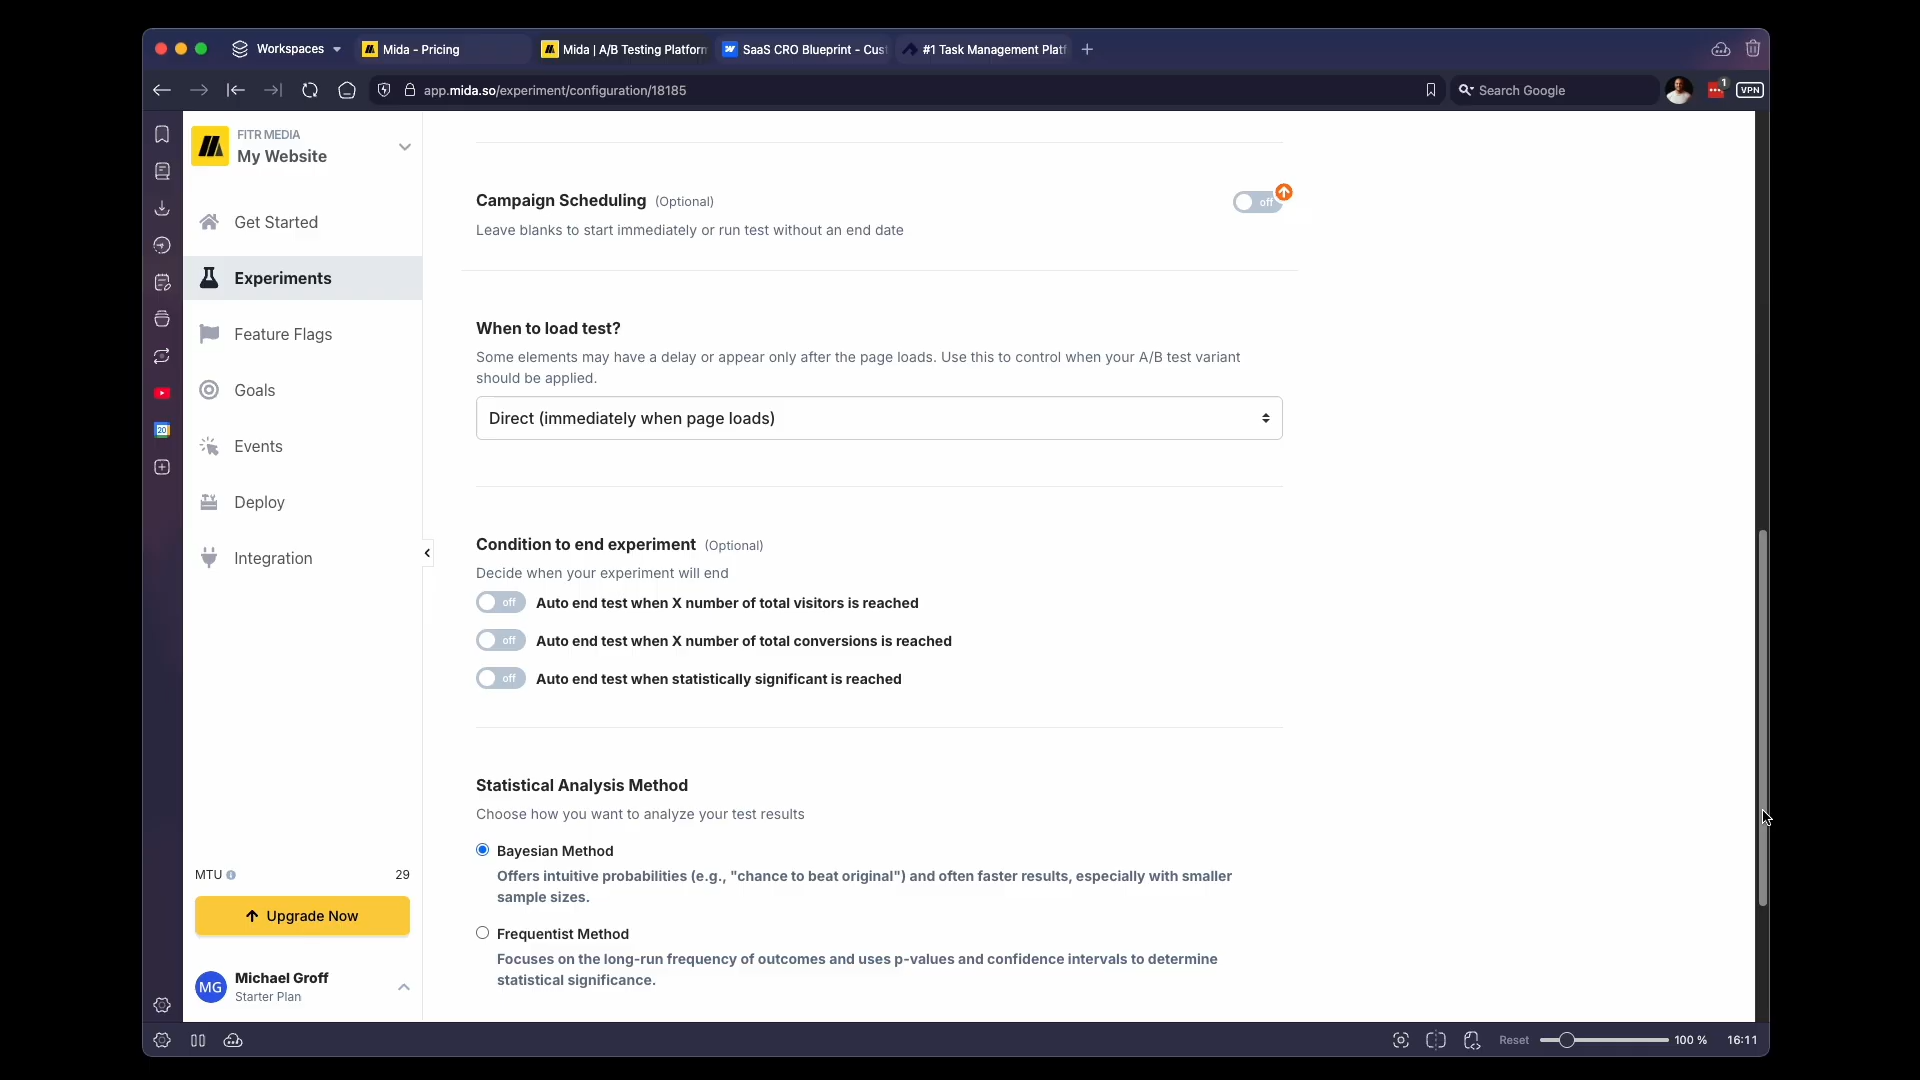 Workspaces
Mida - Pricing
Mida | A/B Testing Platform
SaaS CRO Blueprint - Cust
#1 Task Management Platf
app.mida.so/experiment/configuration/18185
Search Google
1
VPN
FITR MEDIA
My Website
Get Started
Experiments
Feature Flags
Goals
Events
Deploy
Integration
20
MTU
29
Upgrade Now
MG
Michael Groff
Starter Plan
Campaign Scheduling (Optional)
off
Leave blanks to start immediately or run test without an end date
When to load test?
Some elements may have a delay or appear only after the page loads. Use this to control when your A/B test variant
should be applied.
Direct (immediately when page loads)
Condition to end experiment (Optional)
Decide when your experiment will end
off Auto end test when X number of total visitors is reached
off Auto end test when X number of total conversions is reached
off Auto end test when statistically significant is reached
Statistical Analysis Method
Choose how you want to analyze your test results
Bayesian Method
Offers intuitive probabilities (e.g., "chance to beat original") and often faster results, especially with smaller
sample sizes.
Frequentist Method
Focuses on the long-run frequency of outcomes and uses p-values and confidence intervals to determine
statistical significance.
Reset
100 %
16:11